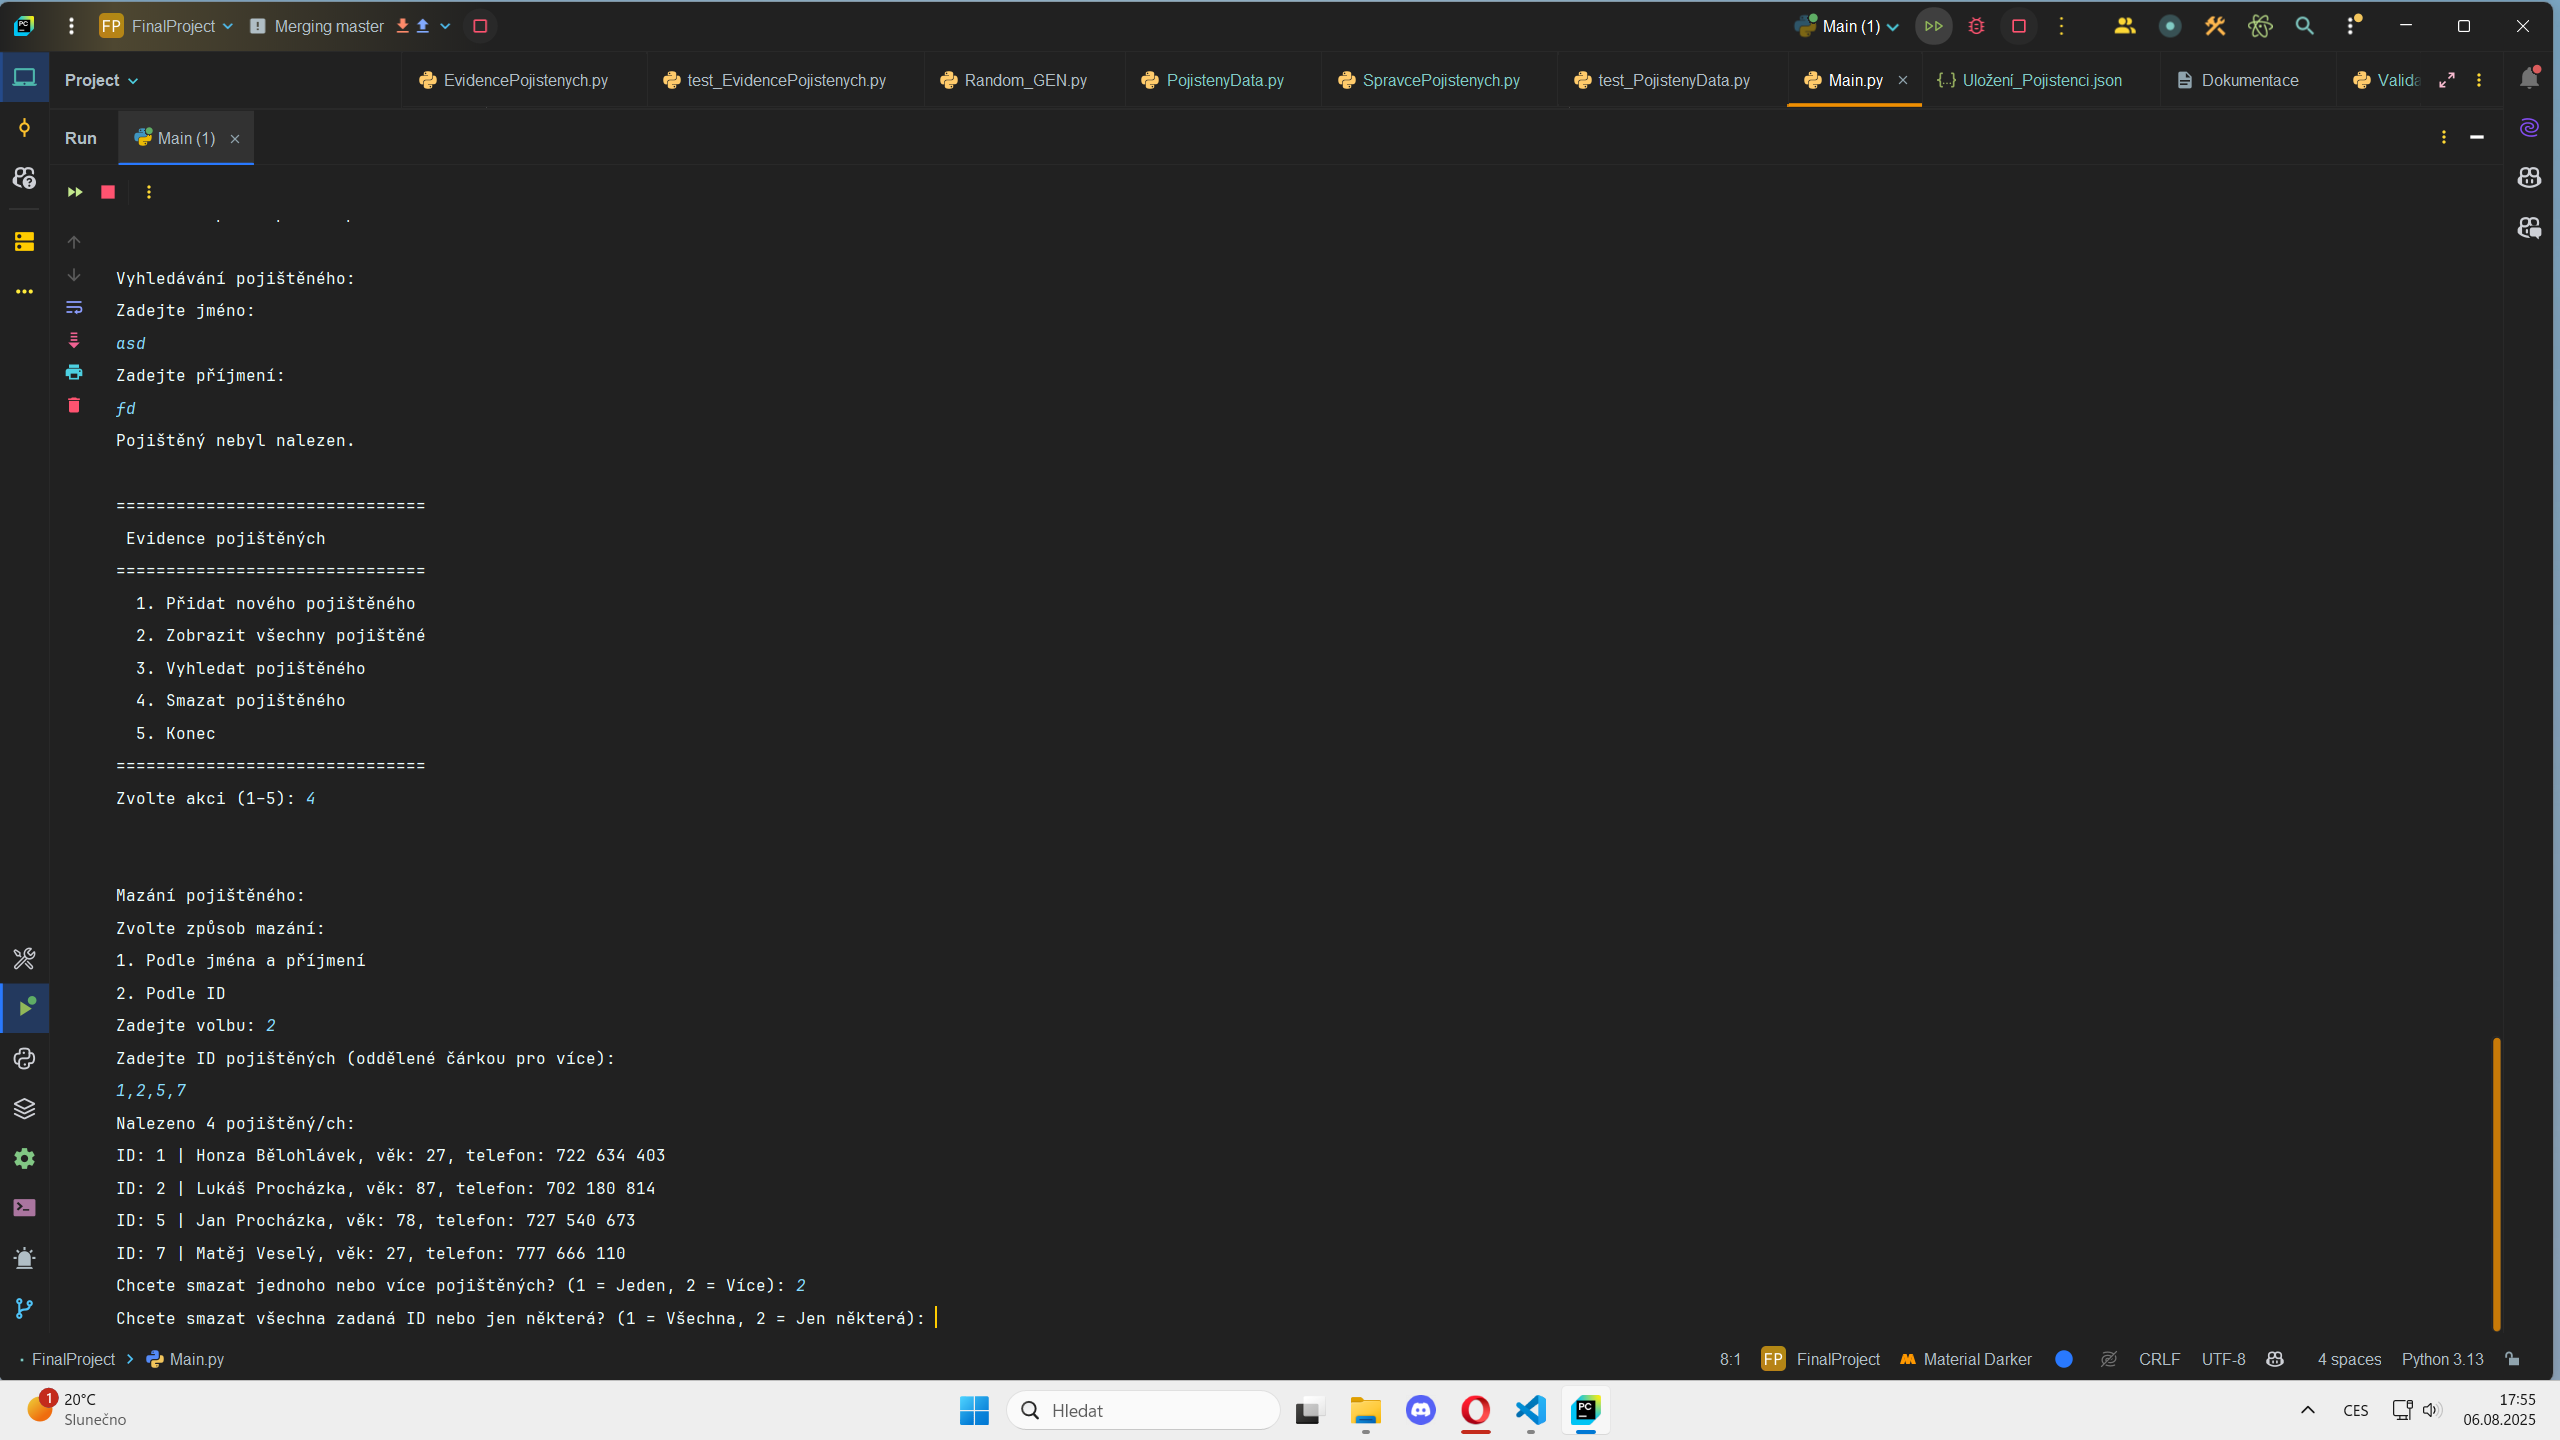 PC FP FinalProject Merging master Main (1)
Project EvidencePojistenych.py test_EvidencePojistenych.py Random_GEN.py PojistenyData.py SpravcePojistenych.py test_PojistenyData.py Main.py Uložení_Pojistenci.json Dokumentace
Run Main (1)
Vyhledávání pojištěného:
Zadejte jméno:
asd
Zadejte příjmení:
fd
Pojištěný nebyl nalezen.
===============================
Evidence pojištěných
===============================
1. Přidat nového pojištěného
2. Zobrazit všechny pojištěné
3. Vyhledat pojištěného
4. Smazat pojištěného
5. Konec
===============================
Zvolte akci (1-5): 4
Mazání pojištěného:
Zvolte způsob mazání:
1. Podle jména a příjmení
2. Podle ID
Zadejte volbu: 2
Zadejte ID pojištěných (oddělené čárkou pro více):
1,2,5,7
Nalezeno 4 pojištěný/ch:
ID: 1 | Honza Bělohlávek, věk: 27, telefon: 722 634 403
ID: 2 | Lukáš Procházka, věk: 87, telefon: 702 180 814
ID: 5 | Jan Procházka, věk: 78, telefon: 727 540 673
ID: 7 | Matěj Veselý, věk: 27, telefon: 777 666 110
Chcete smazat jednoho nebo více pojištěných? (1 = Jeden, 2 = Více): 2
Chcete smazat všechna zadaná ID nebo jen některá? (1 = Všechna, 2 = Jen některá):
FinalProject Main.py 8:1 FP FinalProject Material Darker CRLF UTF-8 4 spaces Python 3.13
1 20°C
Slunečno
Hledat
PC
CES
17:55
06.08.2025